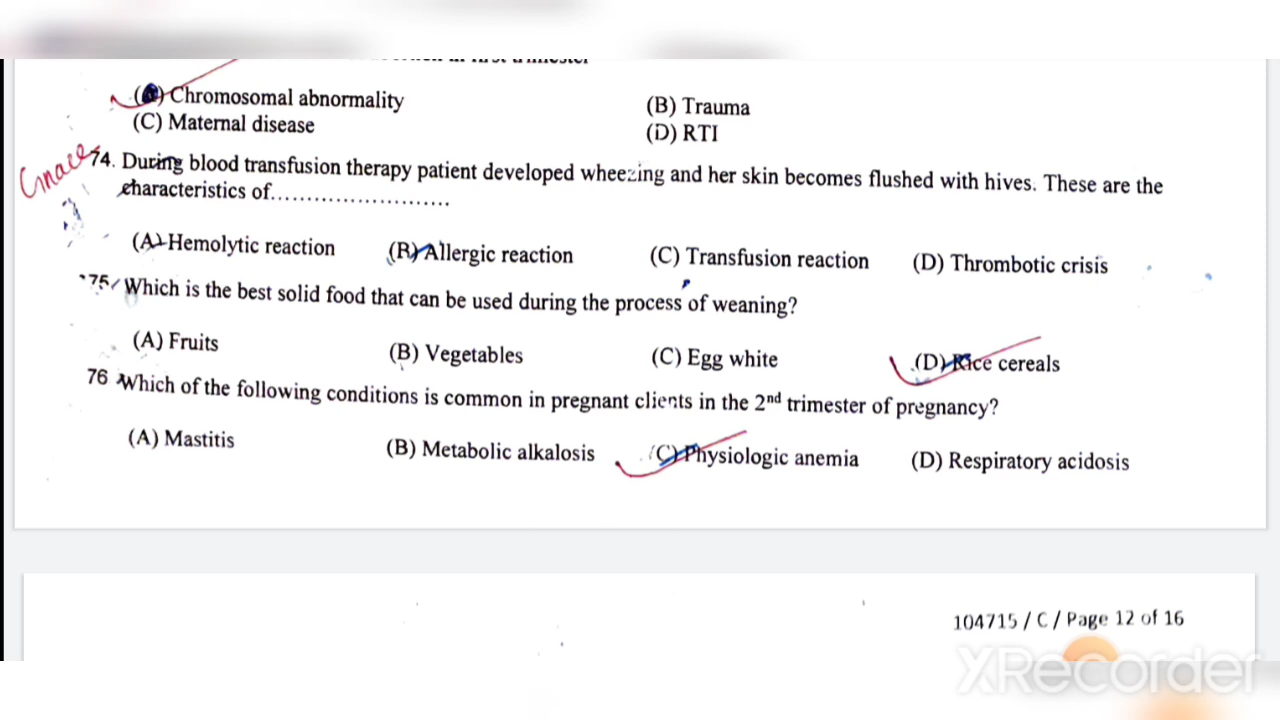 (A) Chromosomal abnormality (B) Trauma
(C) Maternal disease (D) RTI
Grace
74. During blood transfusion therapy patient developed wheezing and her skin becomes flushed with hives. These are the
characteristics of..........................
(A) Hemolytic reaction (B) Allergic reaction (C) Transfusion reaction (D) Thrombotic crisis
75. Which is the best solid food that can be used during the process of weaning?
(A) Fruits (B) Vegetables (C) Egg white (D) Rice cereals
76 Which of the following conditions is common in pregnant clients in the 2nd trimester of pregnancy?
(A) Mastitis (B) Metabolic alkalosis (C) Physiologic anemia (D) Respiratory acidosis
104715 / C / Page 12 of 16
XRecorder